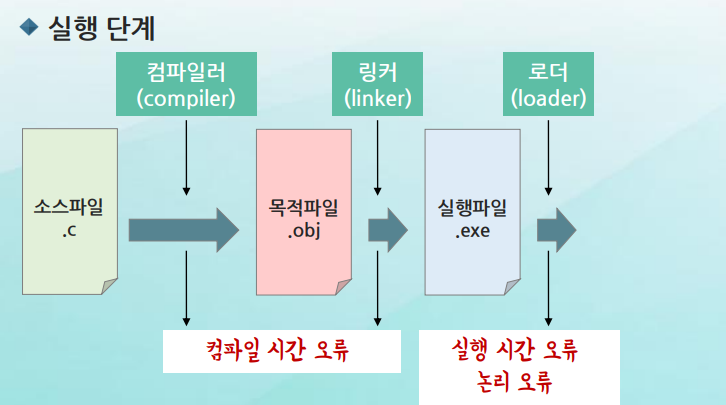 실행 단계
컴파일러
(compiler)
링커
(linker)
로더
(loader)
소스파일
.c
목적파일
.obj
실행파일
.exe
컴파일 시간 오류
실행 시간 오류
논리 오류